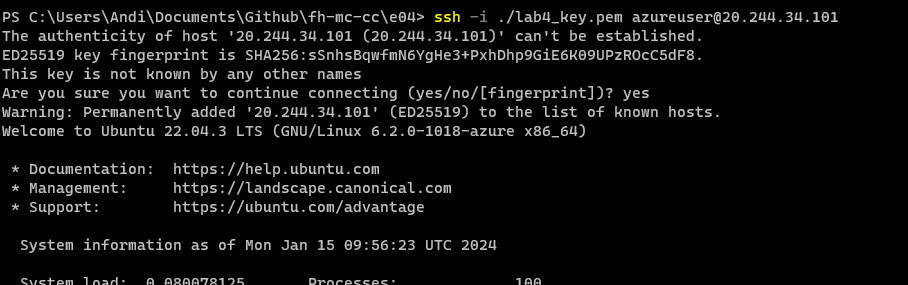 PS C:\Users\Andi\Documents\Github\fh-mc-cc\e04> ssh -i ./lab4_key.pem azureuser@20.244.34.101
The authenticity of host '20.244.34.101 (20.244.34.101)' can't be established.
ED25519 key fingerprint is SHA256:sSnhsBqwfmN6YgHe3+PxhDhp9GiE6K09UPzROcC5dF8.
This key is not known by any other names
Are you sure you want to continue connecting (yes/no/[fingerprint])? yes
Warning: Permanently added '20.244.34.101' (ED25519) to the list of known hosts.
Welcome to Ubuntu 22.04.3 LTS (GNU/Linux 6.2.0-1018-azure x86_64)
* Documentation:  https://help.ubuntu.com
* Management:     https://landscape.canonical.com
* Support:        https://ubuntu.com/advantage
System information as of Mon Jan 15 09:56:23 UTC 2024
System load:  0.080078125       Processes:             100